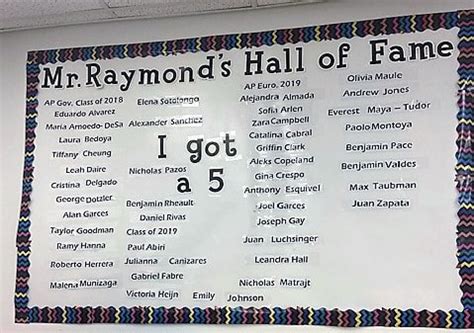 Mr. Raymond's Hall of Fame
AP Gov, Class of 2018
Eduardo Alvarez
Maria Amoedo-DeSa
Laura Bedoya
Tiffany Cheung
Leah Daire
Cristina Delgado
George Dotzler
Alan Garces
Taylor Goodman
Ramy Hanna
Roberto Herrera
Malena Munizaga
Elena Sotolongo
Alexander Sanchez
I got
a 5
Nicholas Pazos
Benjamin Rheault
Daniel Rivas
Class of 2019
Paul Abiri
Julianna Canizares
Gabriel Fabre
Victoria Heijn
Emily Johnson
AP Euro, 2019
Alejandra Almada
Sofia Arlen
Zara Campbell
Catalina Cabral
Griffin Clark
Aleks Copeland
Gina Crespo
Anthony Esquivel
Joel Garces
Joseph Gay
Juan Luchsinger
Leandra Hall
Nicholas Matrajt
Olivia Maule
Andrew Jones
Everest Maya - Tudor
Paolo Montoya
Benjamin Pace
Benjamin Valdes
Max Taubman
Juan Zapata